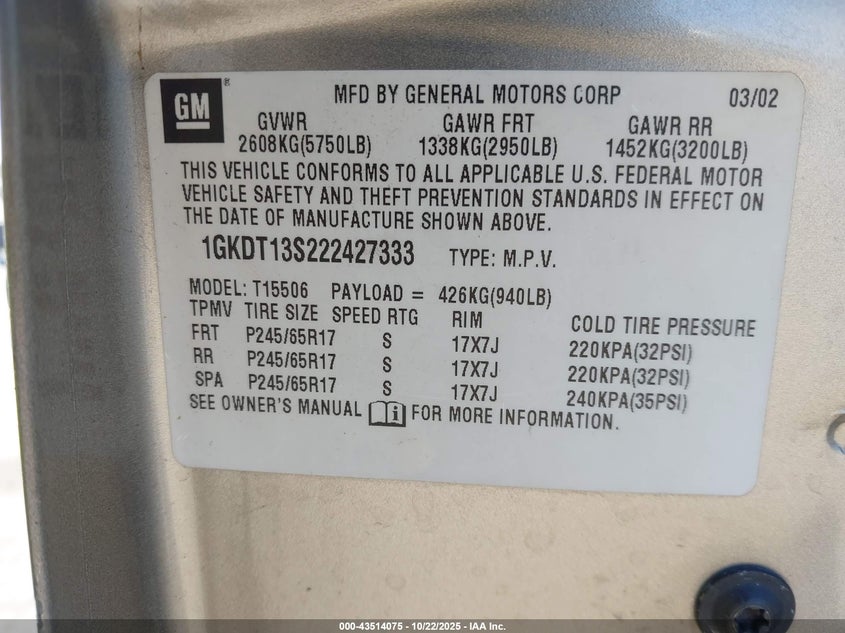 GM ® MFD BY GENERAL MOTORS CORP 03/02
GVWR GAWR FRT GAWR RR
2608KG(5750LB) 1338KG(2950LB) 1452KG(3200LB)
THIS VEHICLE CONFORMS TO ALL APPLICABLE U.S. FEDERAL MOTOR
VEHICLE SAFETY AND THEFT PREVENTION STANDARDS IN EFFECT ON
THE DATE OF MANUFACTURE SHOWN ABOVE.
1GKDT13S222427333 TYPE: M.P.V.
MODEL: T15506 PAYLOAD = 426KG(940LB)
TPMV TIRE SIZE SPEED RTG RIM COLD TIRE PRESSURE
FRT P245/65R17 S 17X7J 220KPA(32PSI)
RR P245/65R17 S 17X7J 220KPA(32PSI)
SPA P245/65R17 S 17X7J 240KPA(35PSI)
SEE OWNER'S MANUAL i FOR MORE INFORMATION.
000-43514075 - 10/22/2025 - IAA Inc.